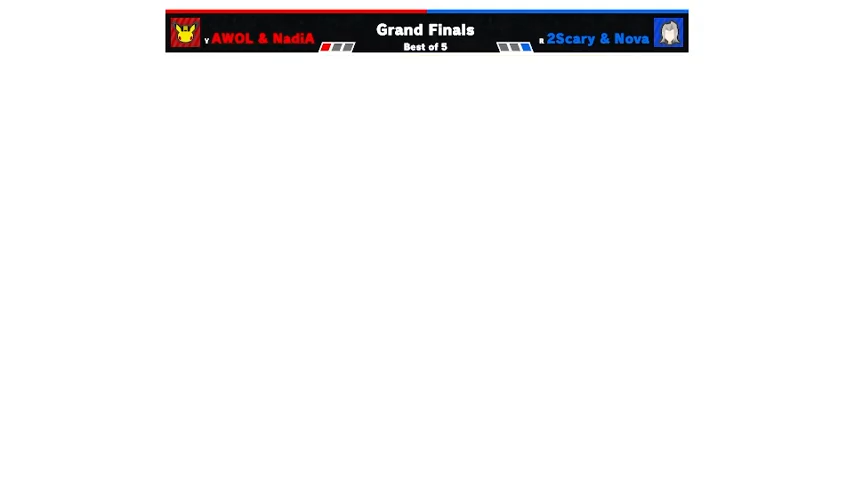 V AWOL & NadiA
Grand Finals
Best of 5
R 2Scary & Nova